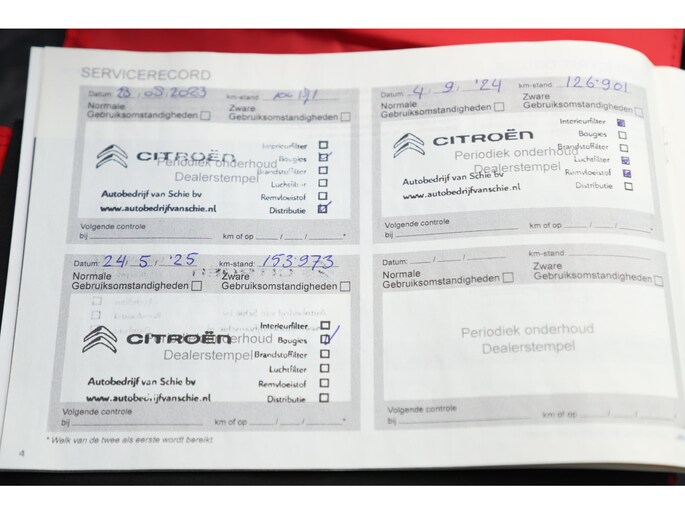 SERVICERECORD
Datum: 23.08.2023 km-stand:
Normale Gebruiksomstandigheden Zware Gebruiksomstandigheden
Interieurfilter
CITROËN Bougies
Periodiek onderhoud
Dealerstempel
Brandstoffilter
Luchtfilter
Autobedrijf van Schie bv Remvloeistof
www.autobedrijfvanschie.nl Distributie
Volgende controle
bij km of op / / *
Datum: 4. 9. '24 km-stand: 126.901
Normale Gebruiksomstandigheden Zware Gebruiksomstandigheden
Interieurfilter
CITROËN Bougies
Periodiek onderhoud
Dealerstempel
Brandstoffilter
Luchtfilter
Autobedrijf van Schie bv Remvloeistof
www.autobedrijfvanschie.nl Distributie
Volgende controle
bij km of op / / *
Datum: 24. 5. '25 km-stand: 153.973
Normale Gebruiksomstandigheden Zware Gebruiksomstandigheden
Interieurfilter
CITROËN Bougies
Periodiek onderhoud
Dealerstempel
Brandstoffilter
Luchtfilter
Autobedrijf van Schie bv Remvloeistof
www.autobedrijfvanschie.nl Distributie
Volgende controle
bij km of op / / *
Datum: / / km-stand:
Normale Gebruiksomstandigheden Zware Gebruiksomstandigheden
Periodiek onderhoud
Dealerstempel
Volgende controle
bij km of op / / *
* Welk van de twee als eerste wordt bereikt.
4